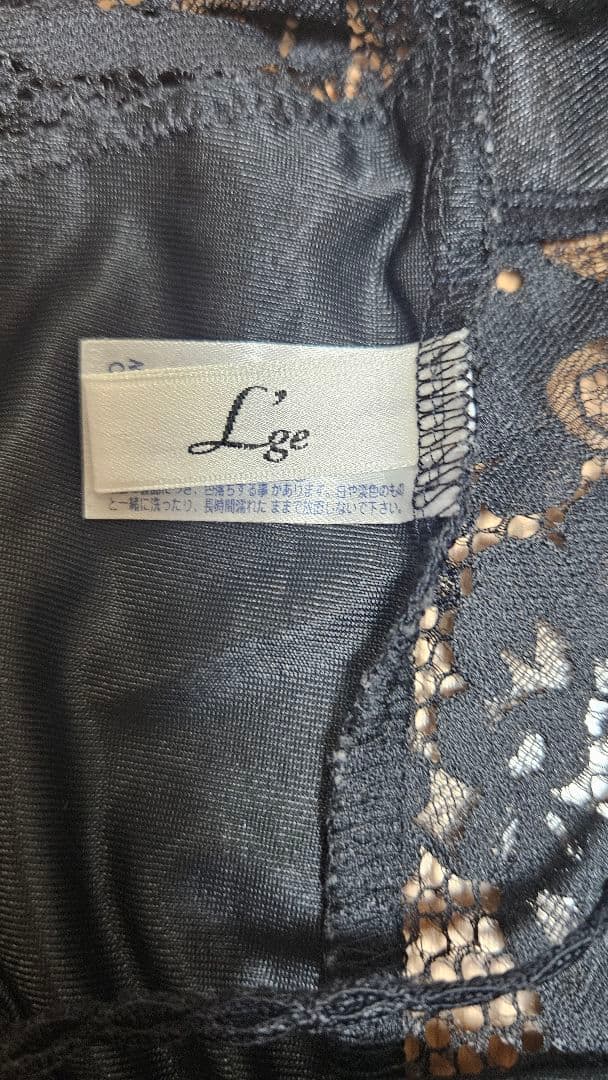 L'ge
色落ちする事があります。白や淡色のもの
と一緒に洗ったり、長時間濡れたままで放置しないで下さい。